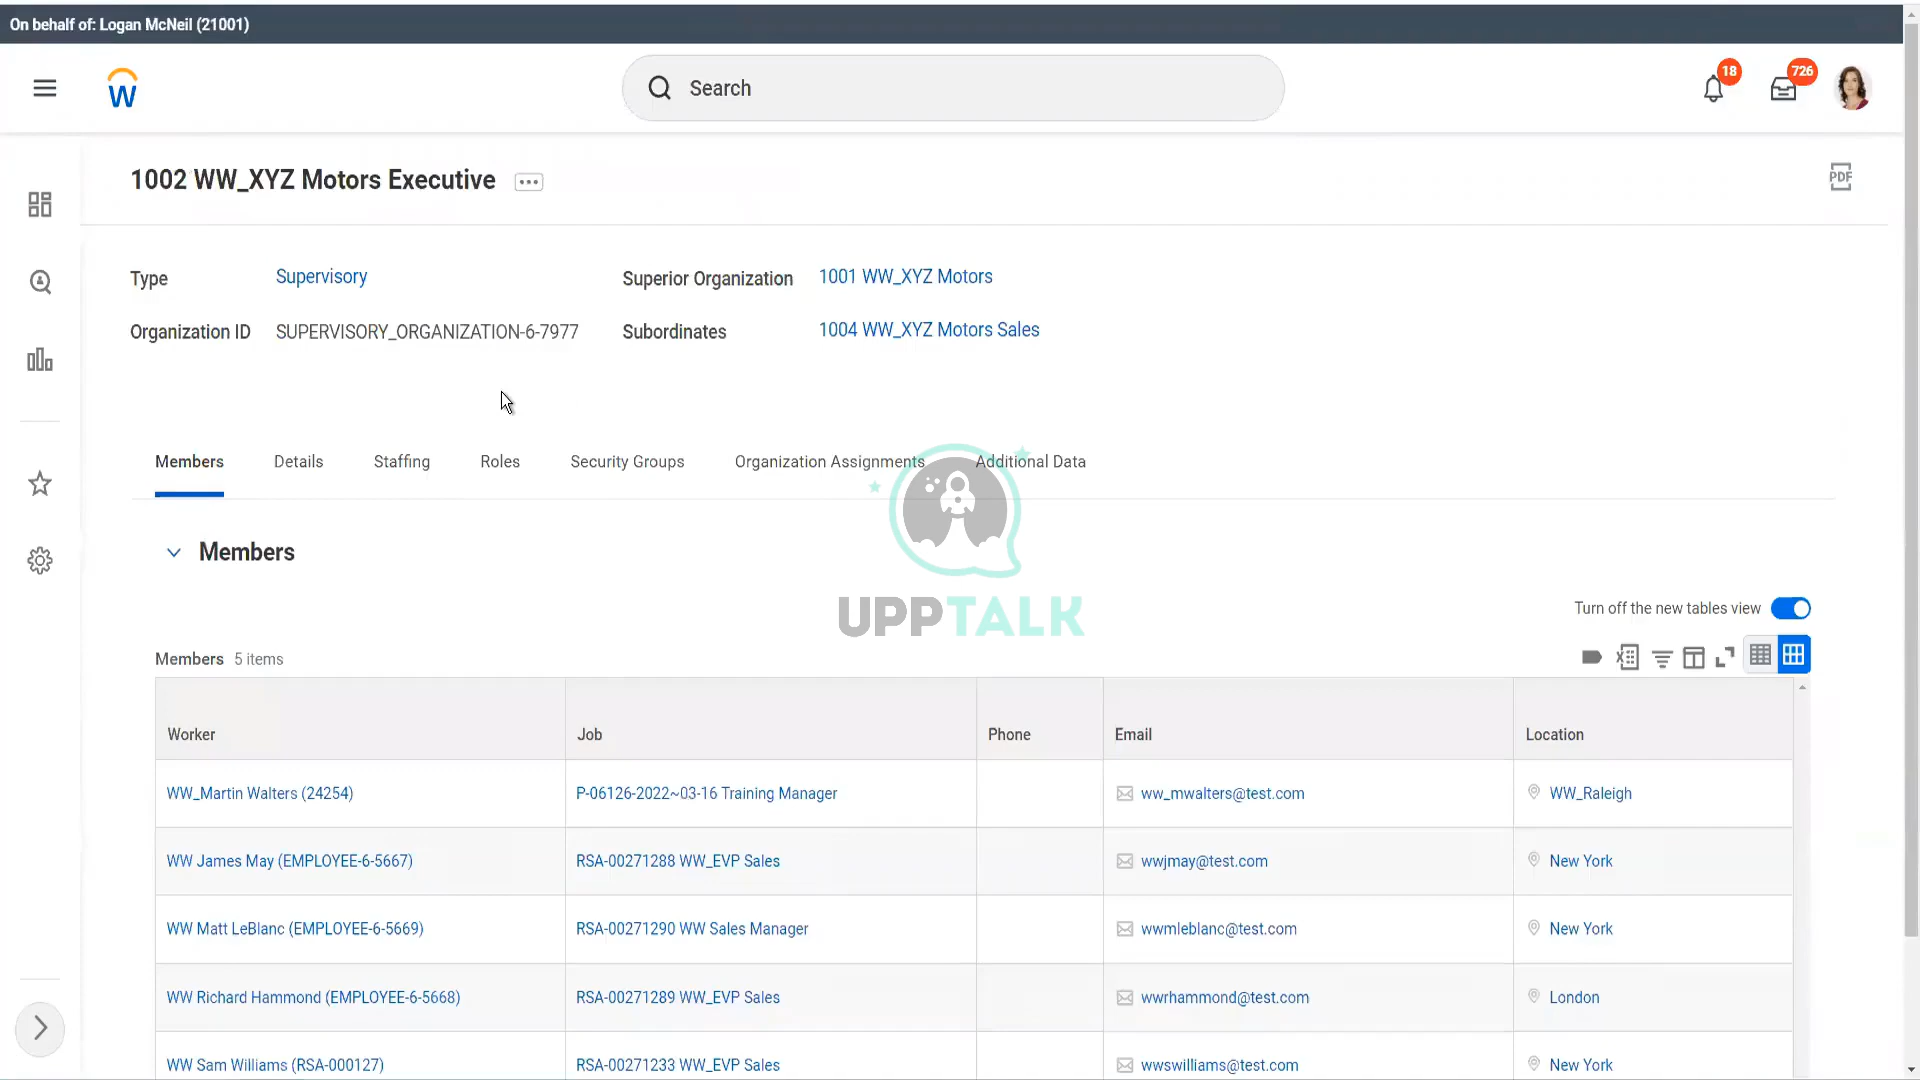 On behalf of: Logan McNeil (21001)
W
Search
18
726
1002 WW_XYZ Motors Executive
PDF
Type Supervisory Superior Organization 1001 WW_XYZ Motors
Organization ID SUPERVISORY_ORGANIZATION-6-7977 Subordinates 1004 WW_XYZ Motors Sales
Members Details Staffing Roles Security Groups Organization Assignments Additional Data
Members
UPPTALK
Turn off the new tables view
Members 5 items
Worker Job Phone Email Location
WW_Martin Walters (24254) P-06126-2022~03-16 Training Manager ww_mwalters@test.com WW_Raleigh
WW James May (EMPLOYEE-6-5667) RSA-00271288 WW_EVP Sales wwjmay@test.com New York
WW Matt LeBlanc (EMPLOYEE-6-5669) RSA-00271290 WW Sales Manager wwmleblanc@test.com New York
WW Richard Hammond (EMPLOYEE-6-5668) RSA-00271289 WW_EVP Sales wwrhammond@test.com London
WW Sam Williams (RSA-000127) RSA-00271233 WW_EVP Sales wwswilliams@test.com New York